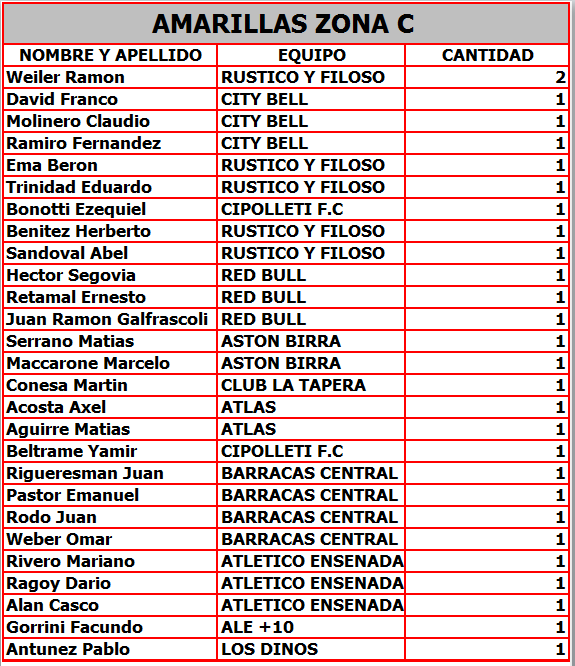 AMARILLAS ZONA C
NOMBRE Y APELLIDO EQUIPO CANTIDAD
Weiler Ramon RUSTICO Y FILOSO 2
David Franco CITY BELL 1
Molinero Claudio CITY BELL 1
Ramiro Fernandez CITY BELL 1
Ema Beron RUSTICO Y FILOSO 1
Trinidad Eduardo RUSTICO Y FILOSO 1
Bonotti Ezequiel CIPOLLETI F.C 1
Benitez Herberto RUSTICO Y FILOSO 1
Sandoval Abel RUSTICO Y FILOSO 1
Hector Segovia RED BULL 1
Retamal Ernesto RED BULL 1
Juan Ramon Galfrascoli RED BULL 1
Serrano Matias ASTON BIRRA 1
Maccarone Marcelo ASTON BIRRA 1
Conesa Martin CLUB LA TAPERA 1
Acosta Axel ATLAS 1
Aguirre Matias ATLAS 1
Beltrame Yamir CIPOLLETI F.C 1
Rigueresman Juan BARRACAS CENTRAL 1
Pastor Emanuel BARRACAS CENTRAL 1
Rodo Juan BARRACAS CENTRAL 1
Weber Omar BARRACAS CENTRAL 1
Rivero Mariano ATLETICO ENSENADA 1
Ragoy Dario ATLETICO ENSENADA 1
Alan Casco ATLETICO ENSENADA 1
Gorrini Facundo ALE +10 1
Antunez Pablo LOS DINOS 1